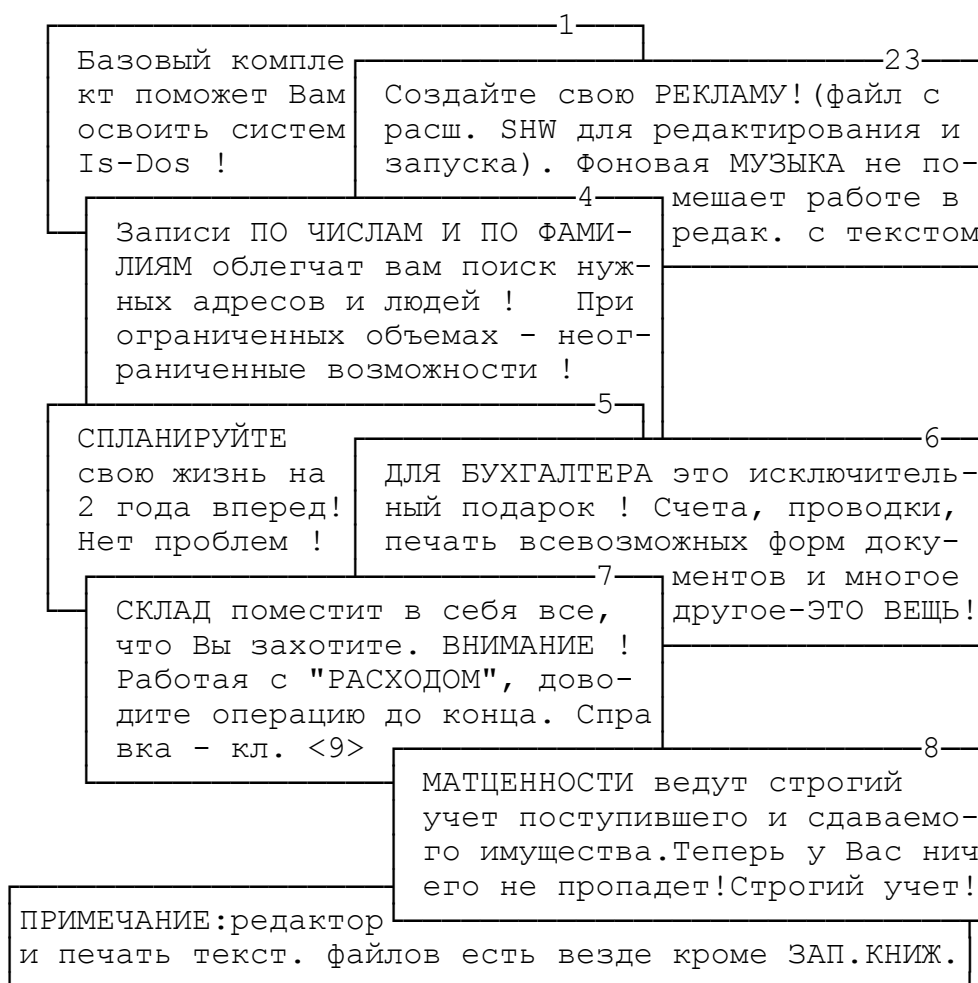 1
Базовый компле
кт поможет Вам
освоить систем
Is-Dos !
23
Создайте свою РЕКЛАМУ!(файл с
расш. SHW для редактирования и
запуска). Фоновая МУЗЫКА не по-
мешает работе в
редак. с текстом
4
Записи ПО ЧИСЛАМ И ПО ФАМИ-
ЛИЯМ облегчат вам поиск нуж-
ных адресов и людей ! При
ограниченных объемах - неог-
раниченные возможности !
5
СПЛАНИРУЙТЕ
свою жизнь на
2 года вперед!
Нет проблем !
6
ДЛЯ БУХГАЛТЕРА это исключитель-
ный подарок ! Счета, проводки,
печать всевозможных форм доку-
ментов и многое
другое-ЭТО ВЕЩЬ!
7
СКЛАД поместит в себя все,
что Вы захотите. ВНИМАНИЕ !
Работая с "РАСХОДОМ", дово-
дите операцию до конца. Спра
вка - кл. <9>
8
МАТЦЕННОСТИ ведут строгий
учет поступившего и сдаваемо-
го имущества.Теперь у Вас нич
его не пропадет!Строгий учет!
ПРИМЕЧАНИЕ:редактор
и печать текст. файлов есть везде кроме ЗАП.КНИЖ.